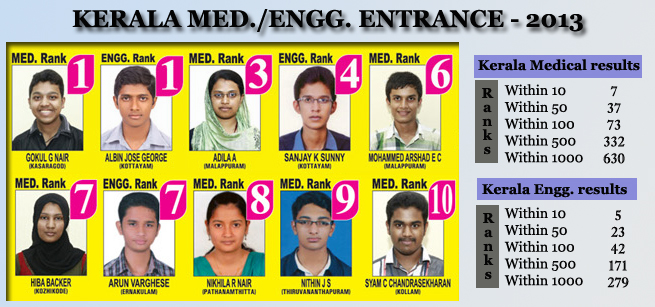 KERALA MED./ENGG. ENTRANCE - 2013
MED. Rank 1
GOKUL G NAIR
(KASARAGOD)
ENGG. Rank 1
ALBIN JOSE GEORGE
(KOTTAYAM)
MED. Rank 3
ADILA A
(MALAPPURAM)
ENGG. Rank 4
SANJAY K SUNNY
(KOTTAYAM)
MED. Rank 6
MOHAMMED ARSHAD E C
(MALAPPURAM)
MED. Rank 7
HIBA BACKER
(KOZHIKODE)
ENGG. Rank 7
ARUN VARGHESE
(ERNAKULAM)
MED. Rank 8
NIKHILA R NAIR
(PATHANAMTHITTA)
MED. Rank 9
NITHIN J S
(THIRUVANANTHAPURAM)
MED. Rank 10
SYAM C CHANDRASEKHARAN
(KOLLAM)
Kerala Medical results
Ranks
Within 10 7
Within 50 37
Within 100 73
Within 500 332
Within 1000 630
Kerala Engg. results
Ranks
Within 10 5
Within 50 23
Within 100 42
Within 500 171
Within 1000 279